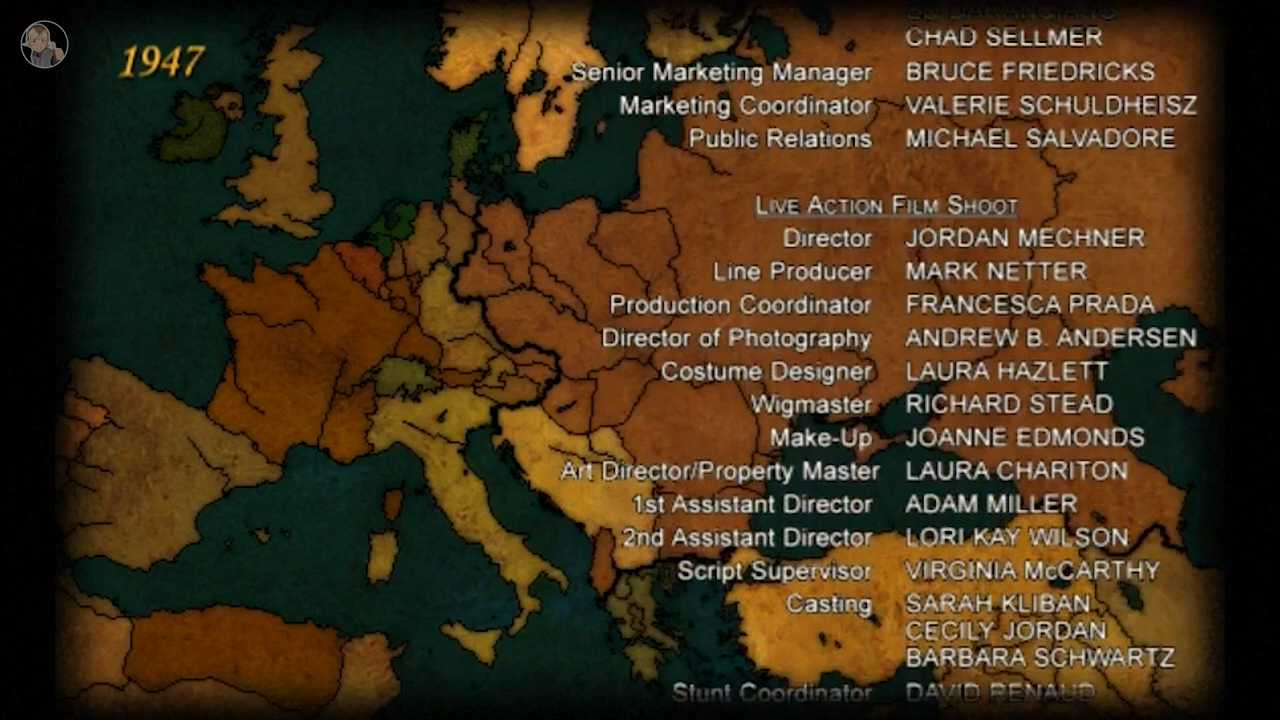 1947
CHAD SELLMER
Senior Marketing Manager BRUCE FRIEDRICKS
Marketing Coordinator VALERIE SCHULDHEISZ
Public Relations MICHAEL SALVADORE
LIVE ACTION FILM SHOOT
Director JORDAN MECHNER
Line Producer MARK NETTER
Production Coordinator FRANCESCA PRADA
Director of Photography ANDREW B. ANDERSEN
Costume Designer LAURA HAZLETT
Wigmaster RICHARD STEAD
Make-Up JOANNE EDMONDS
Art Director/Property Master LAURA CHARITON
1st Assistant Director ADAM MILLER
2nd Assistant Director LORI KAY WILSON
Script Supervisor VIRGINIA McCARTHY
Casting SARAH KLIBAN
CECILY JORDAN
BARBARA SCHWARTZ
Stunt Coordinator DAVID RENAUD